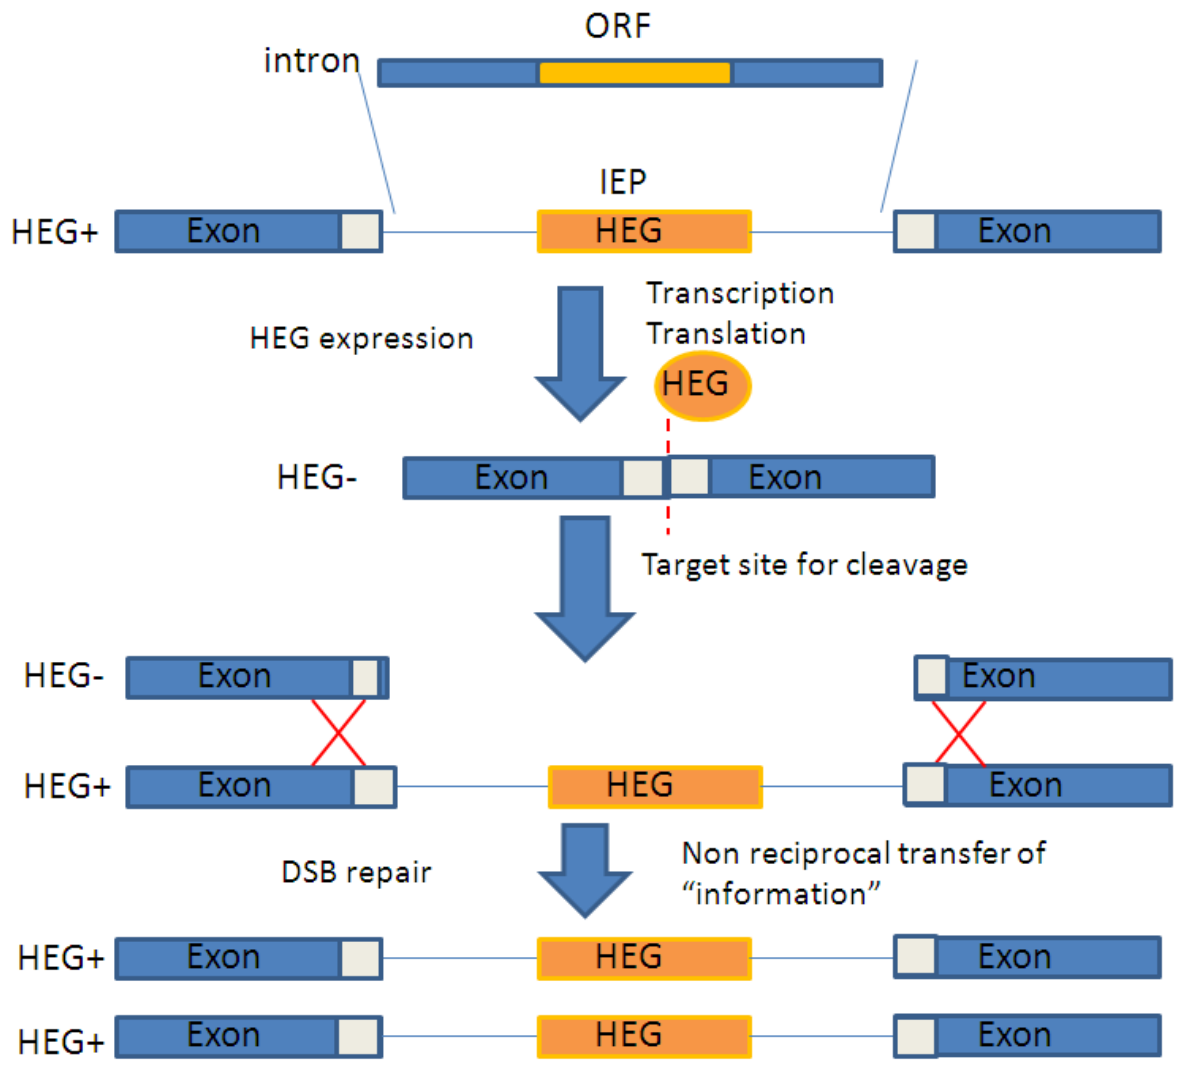 ORF
intron
IEP
HEG+ Exon HEG Exon
Transcription
HEG expression
Translation
HEG
HEG- Exon Exon
Target site for cleavage
HEG- Exon Exon
HEG+ Exon HEG Exon
DSB repair
Non reciprocal transfer of
“information”
HEG+ Exon HEG Exon
HEG+ Exon HEG Exon